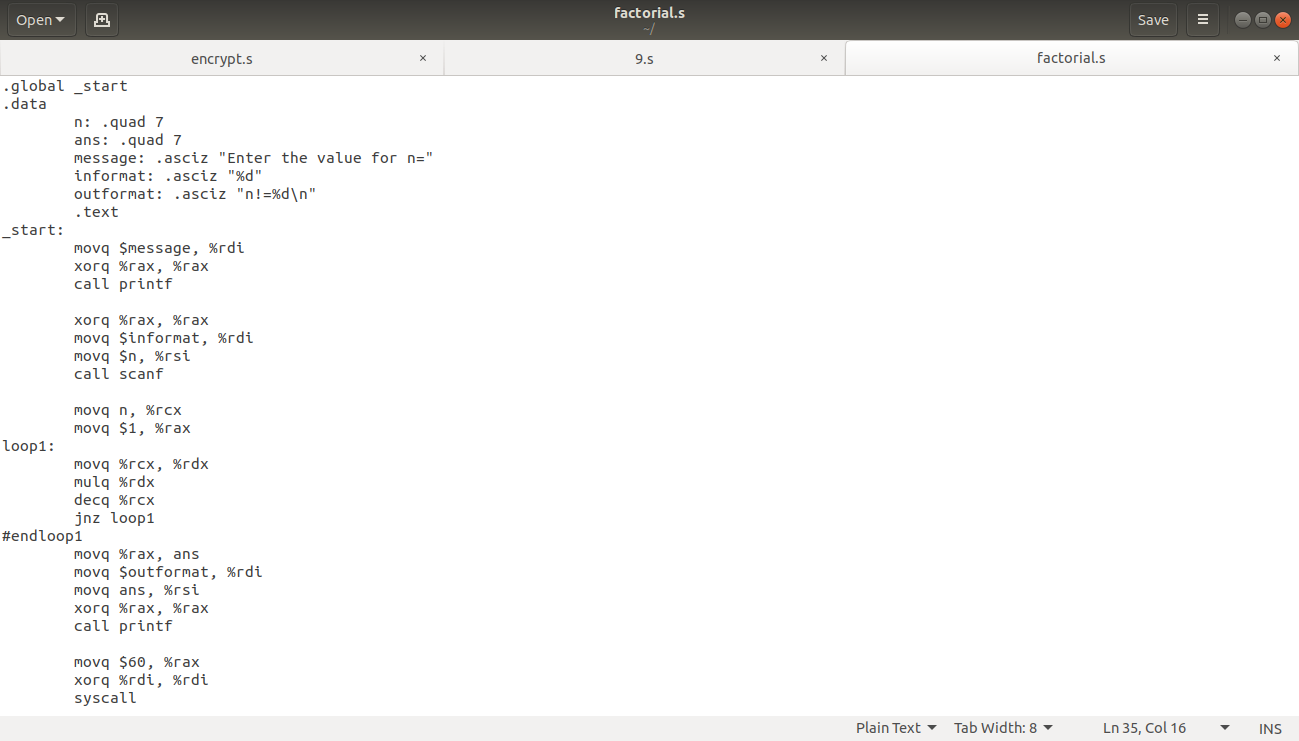 Open
factorial.s
~/
Save
encrypt.s ×
9.s ×
factorial.s ×
.global _start
.data
        n: .quad 7
        ans: .quad 7
        message: .asciz "Enter the value for n="
        informat: .asciz "%d"
        outformat: .asciz "n!=%d\n"
        .text
_start:
        movq $message, %rdi
        xorq %rax, %rax
        call printf

        xorq %rax, %rax
        movq $informat, %rdi
        movq $n, %rsi
        call scanf

        movq n, %rcx
        movq $1, %rax
loop1:
        movq %rcx, %rdx
        mulq %rdx
        decq %rcx
        jnz loop1
#endloop1
        movq %rax, ans
        movq $outformat, %rdi
        movq ans, %rsi
        xorq %rax, %rax
        call printf

        movq $60, %rax
        xorq %rdi, %rdi
        syscall
Plain Text Tab Width: 8 Ln 35, Col 16 INS